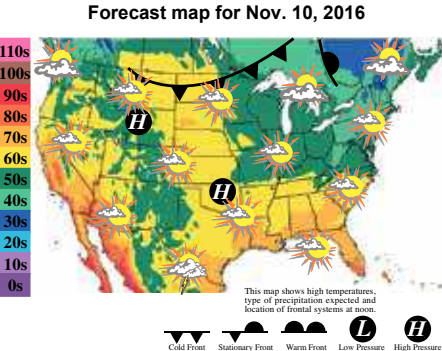 Forecast map for Nov. 10, 2016
110s
100s
90s
80s
70s
60s
50s
40s
30s
20s
10s
0s
H
H
This map shows high temperatures,
type of precipitation expected and
location of frontal systems at noon.
L
H
Cold Front
Stationary Front
Warm Front
Low Pressure
High Pressure